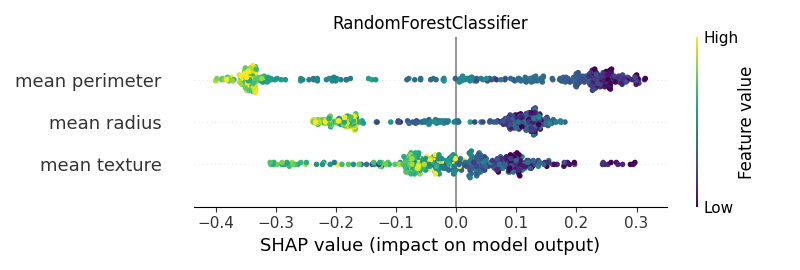 RandomForestClassifier
High
mean perimeter
mean radius
mean texture
Feature value
Low
−0.4 −0.3 −0.2 −0.1 0.0 0.1 0.2 0.3
SHAP value (impact on model output)